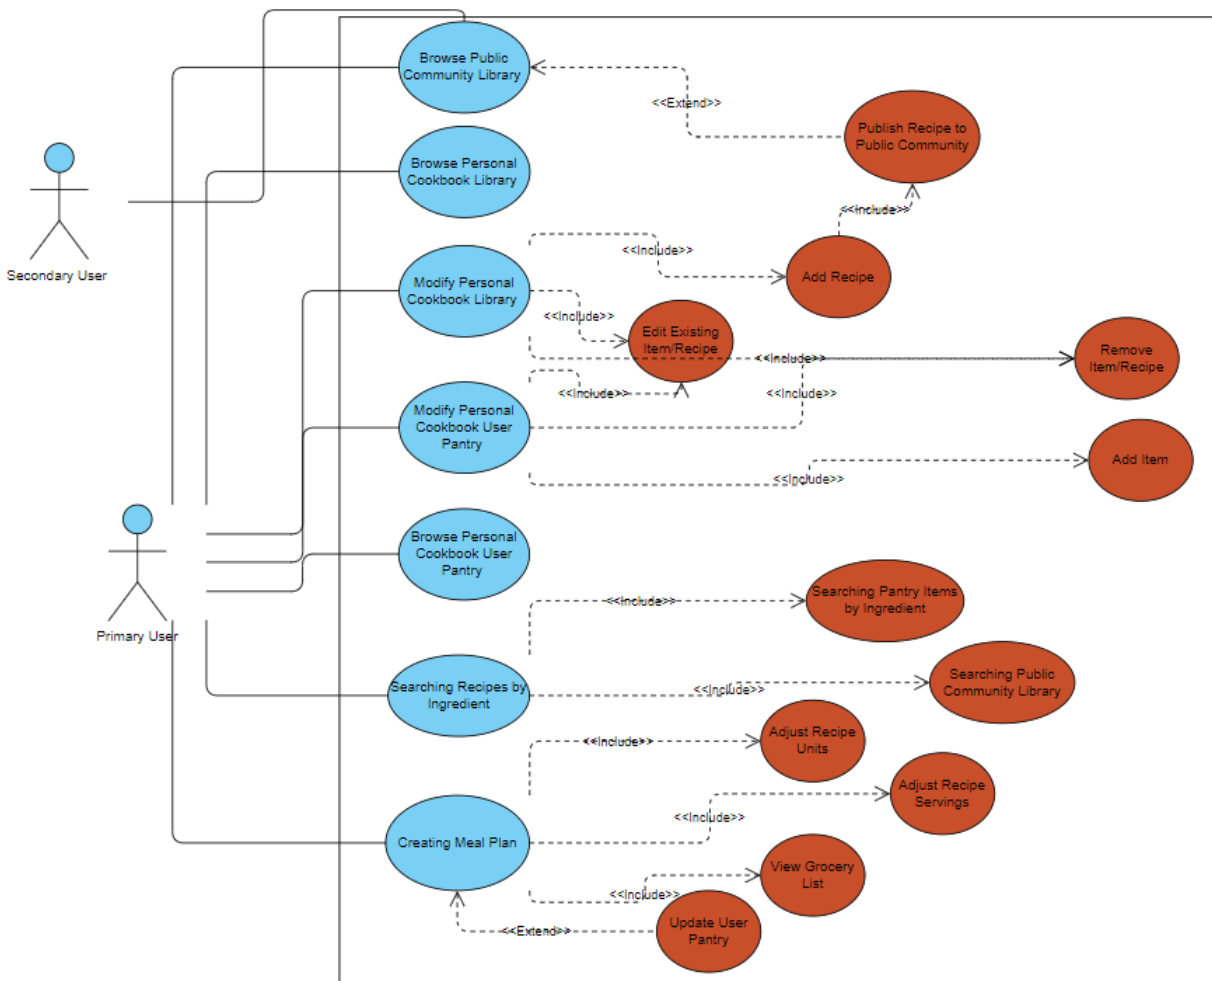 Browse Public
Community Library
<<Extend>>
Publish Recipe to
Public Community
Browse Personal
Cookbook Library
<<Include>>
Secondary User
<<Include>>
Add Recipe
Modify Personal
Cookbook Library
<<Include>>
Edit Existing
Item/Recipe
<<Include>>
Remove
Item/Recipe
<<Include>>
<<Include>>
Modify Personal
Cookbook User
Pantry
Add Item
<<Include>>
Browse Personal
Cookbook User
Pantry
Primary User
<<Include>>
Searching Pantry Items
by Ingredient
Searching Recipes by
Ingredient
<<Include>>
Searching Public
Community Library
<<Include>>
Adjust Recipe
Units
Adjust Recipe
Servings
<<Include>>
Creating Meal Plan
View Grocery
List
<<Include>>
<<Extend>>
Update User
Pantry